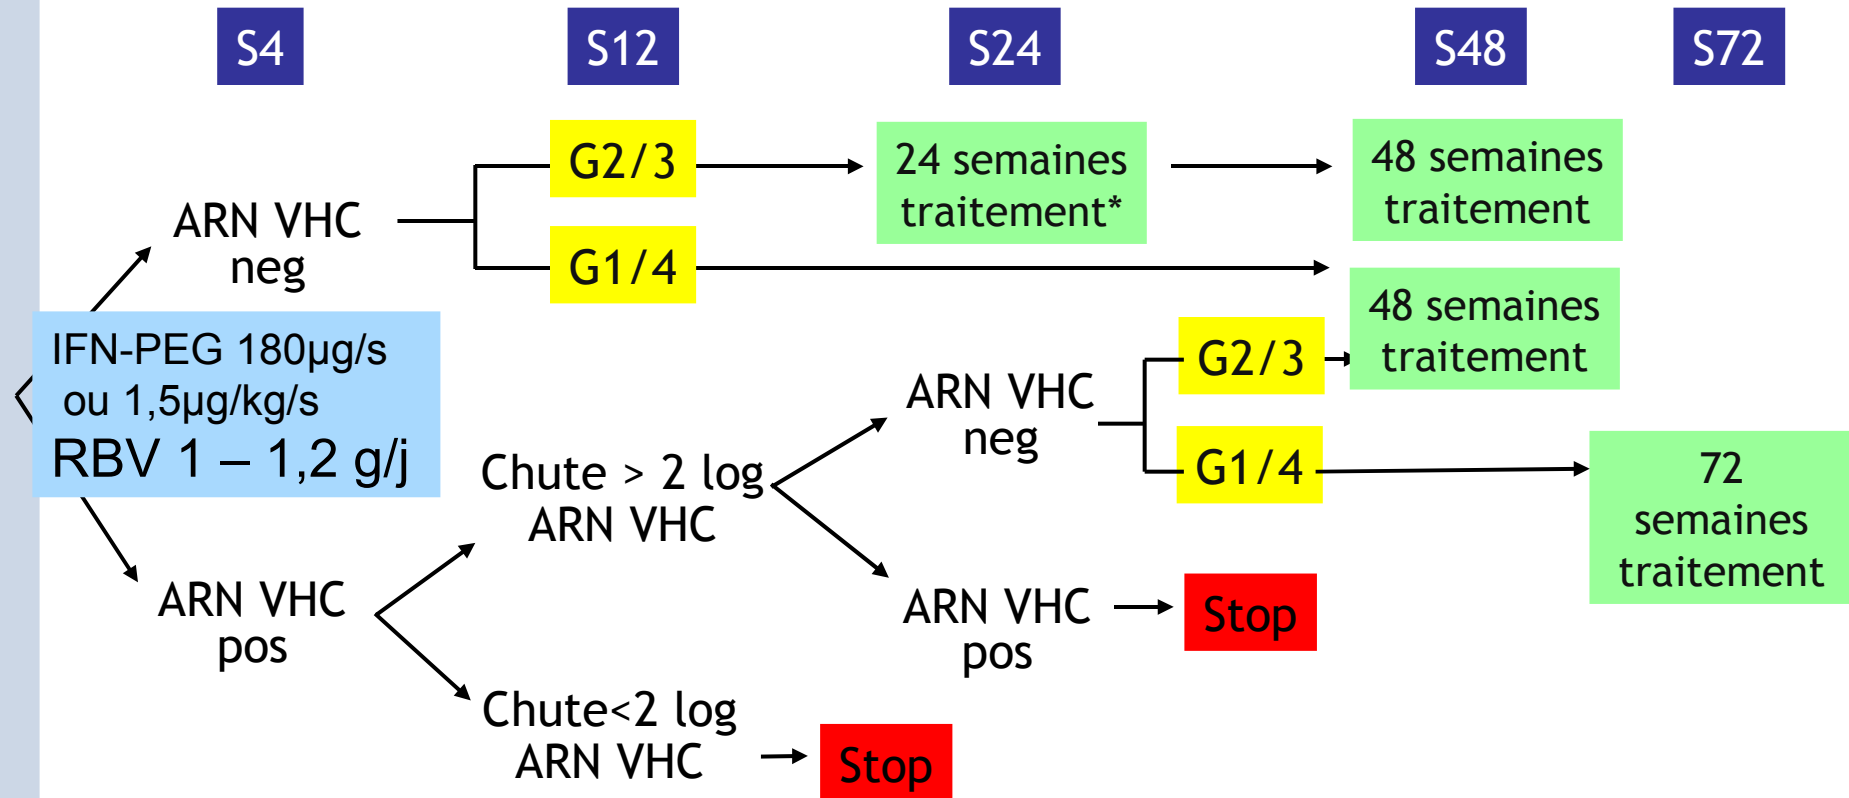 S4
S12
S24
S48
S72
G2/3
24 semaines
traitement*
48 semaines
traitement
ARN VHC
neg
G1/4
48 semaines
traitement
IFN-PEG 180µg/s
ou 1,5µg/kg/s
RBV 1 – 1,2 g/j
G2/3
ARN VHC
neg
G1/4
Chute > 2 log
ARN VHC
72
semaines
traitement
ARN VHC
pos
ARN VHC
pos
Stop
Chute<2 log
ARN VHC
Stop